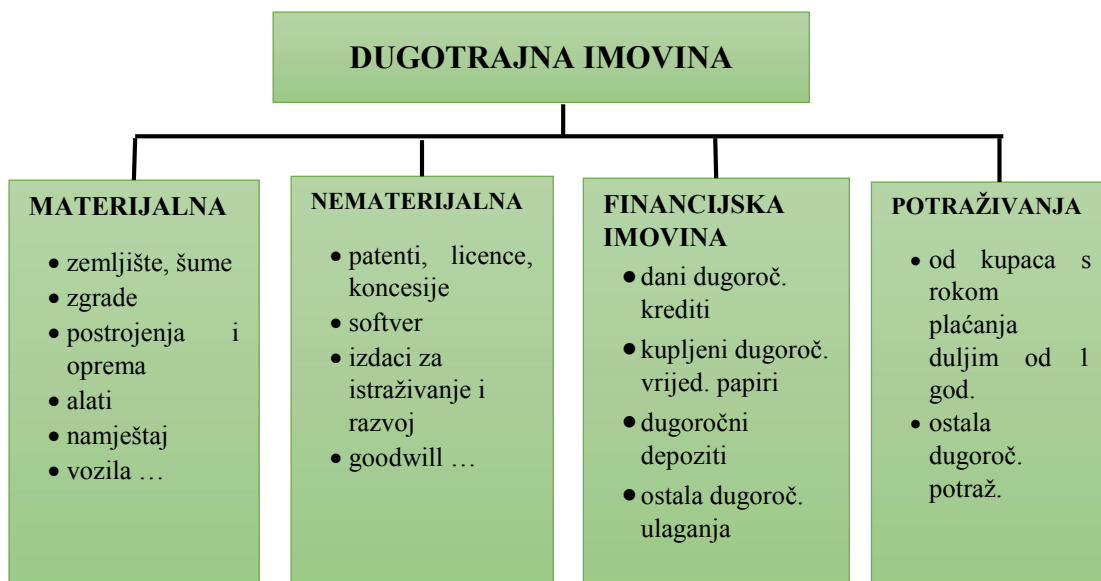 DUGOTRAJNA IMOVINA
MATERIJALNA
• zemljište, šume
• zgrade
• postrojenja i
oprema
• alati
• namještaj
• vozila …
NEMATERIJALNA
• patenti, licence,
koncesije
• softver
• izdaci za
istraživanje i
razvoj
• goodwill …
FINANCIJSKA
IMOVINA
• dani dugoroč.
krediti
• kupljeni dugoroč.
vrijed. papiri
• dugoročni
depoziti
• ostala dugoroč.
ulaganja
POTRAŽIVANJA
• od kupaca s
rokom
plaćanja
duljim od 1
god.
• ostala
dugoroč.
potraž.